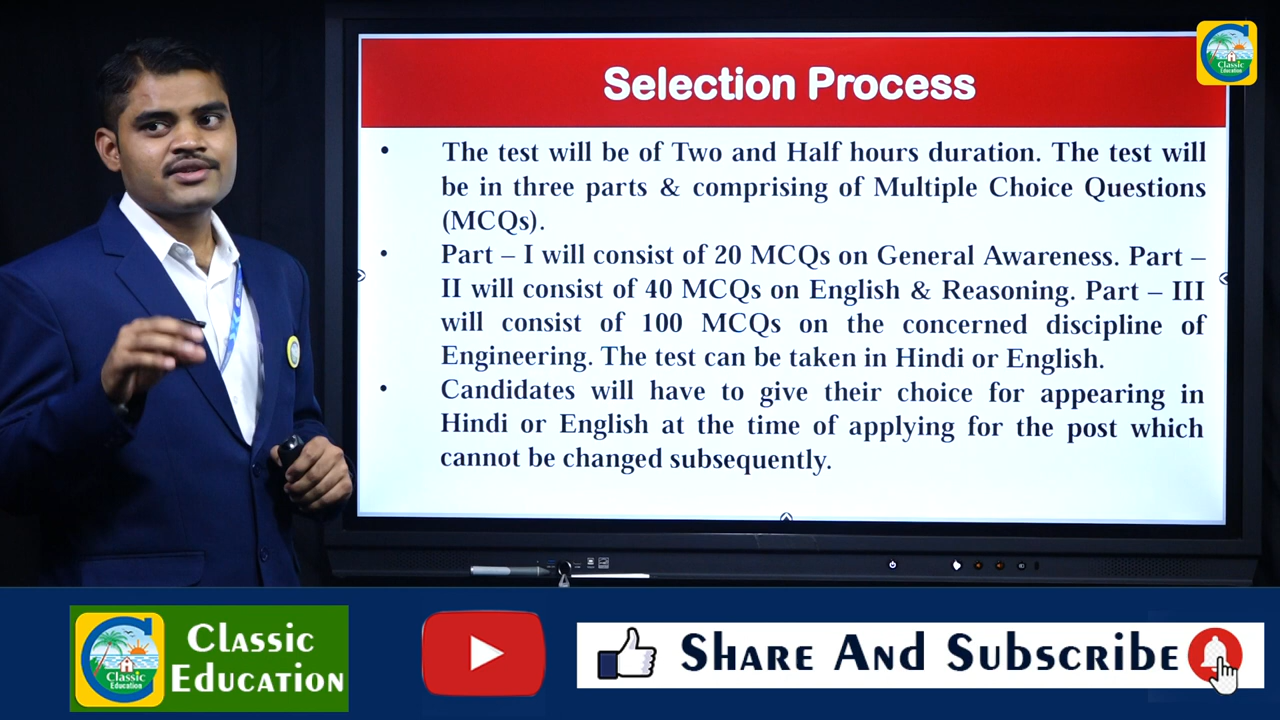 Classic
Education
Selection Process
• The test will be of Two and Half hours duration. The test will
be in three parts & comprising of Multiple Choice Questions
(MCQs).
• Part – I will consist of 20 MCQs on General Awareness. Part –
II will consist of 40 MCQs on English & Reasoning. Part – III
will consist of 100 MCQs on the concerned discipline of
Engineering. The test can be taken in Hindi or English.
• Candidates will have to give their choice for appearing in
Hindi or English at the time of applying for the post which
cannot be changed subsequently.
Classic
Education
Classic
Education
Share And Subscribe